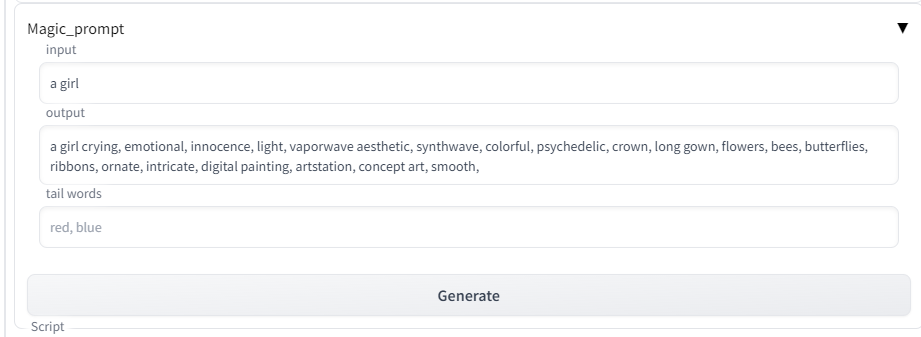 Magic_prompt
▼
input
a girl
output
a girl crying, emotional, innocence, light, vaporwave aesthetic, synthwave, colorful, psychedelic, crown, long gown, flowers, bees, butterflies,
ribbons, ornate, intricate, digital painting, artstation, concept art, smooth,
tail words
red, blue
Generate
Script